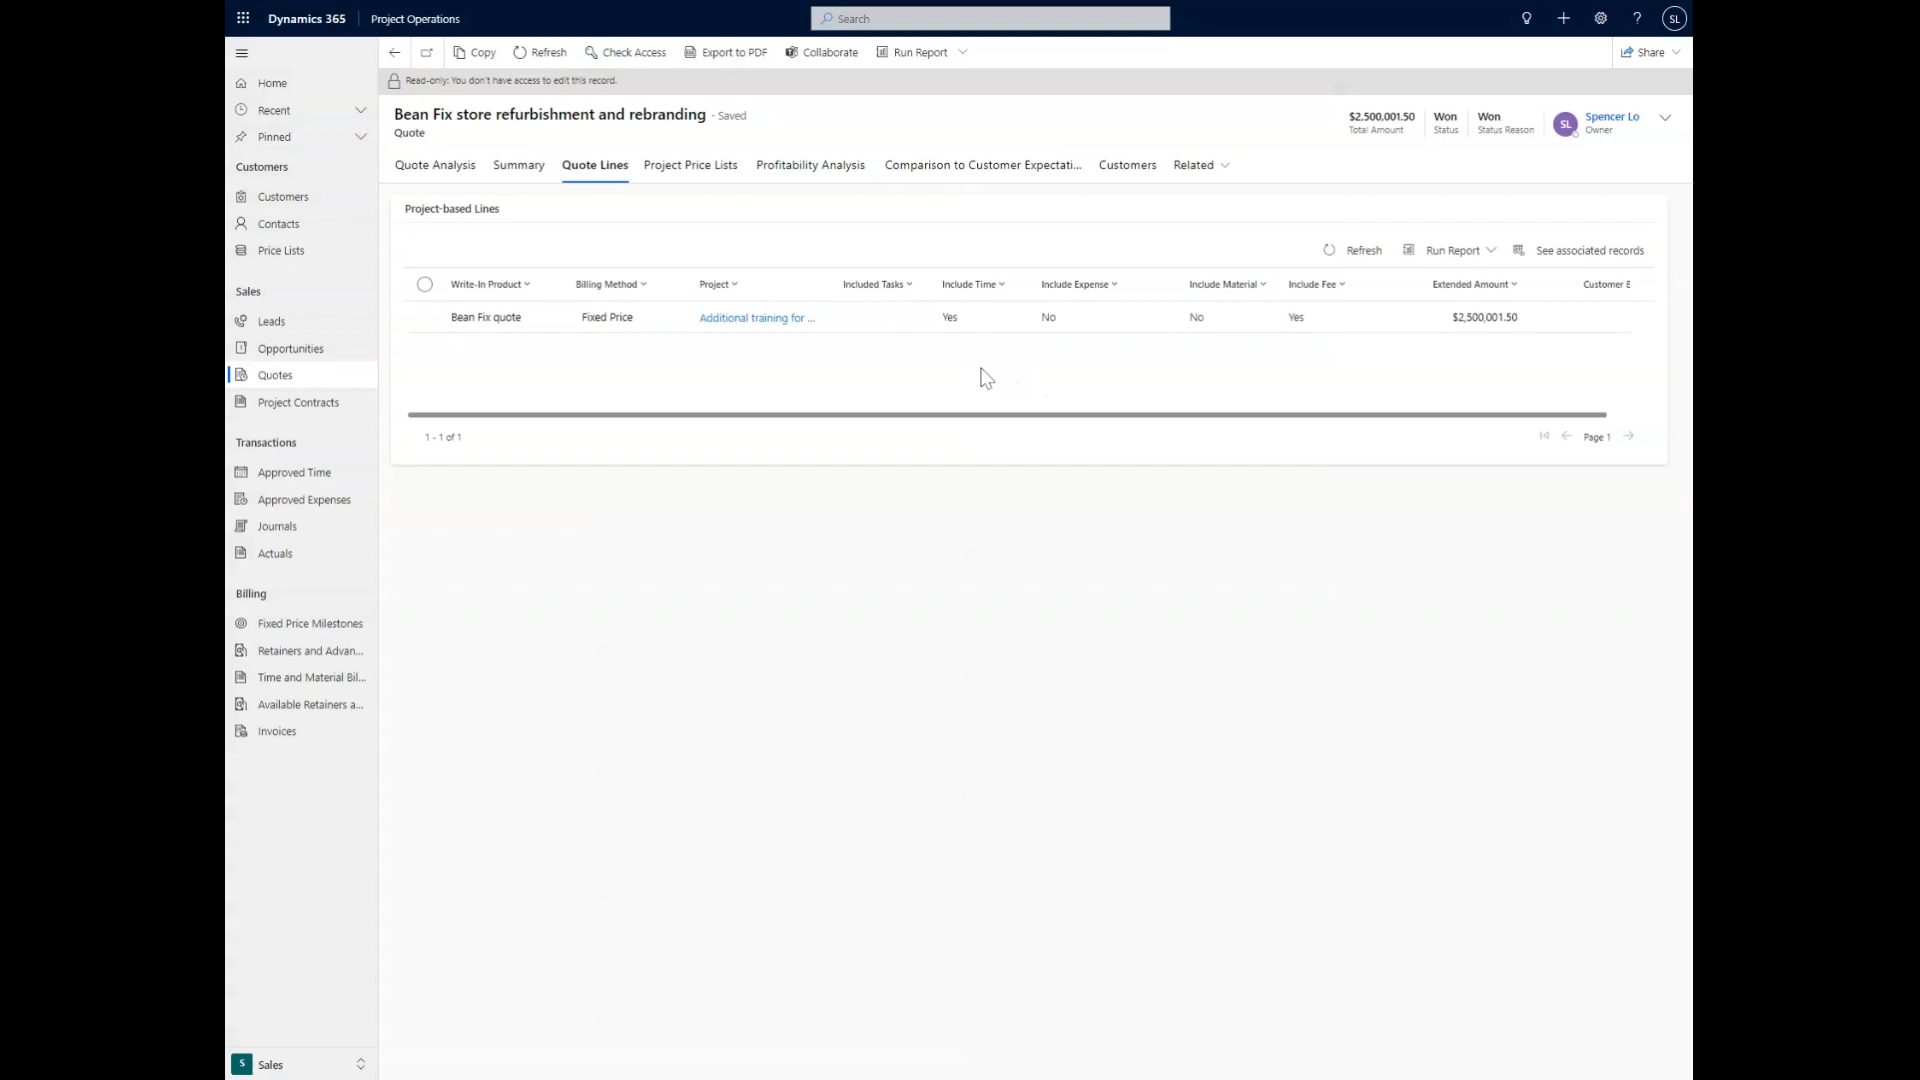 Dynamics 365 Project Operations Search SL
Copy Refresh Check Access Export to PDF Collaborate Run Report Share
Read-only: You don't have access to edit this record.
Home
Recent
Pinned
Customers
Customers
Contacts
Price Lists
Sales
Leads
Opportunities
Quotes
Project Contracts
Transactions
Approved Time
Approved Expenses
Journals
Actuals
Billing
Fixed Price Milestones
Retainers and Advan...
Time and Material Bil...
Available Retainers a...
Invoices
S Sales
Bean Fix store refurbishment and rebranding - Saved
Quote
$2,500,001.50 Won Won SL Spencer Lo
Total Amount Status Status Reason Owner
Quote Analysis Summary Quote Lines Project Price Lists Profitability Analysis Comparison to Customer Expectati... Customers Related
Project-based Lines
Refresh Run Report See associated records
Write-In Product Billing Method Project Included Tasks Include Time Include Expense Include Material Include Fee Extended Amount Customer B
Bean Fix quote Fixed Price Additional training for ... Yes No No Yes $2,500,001.50
1 - 1 of 1 Page 1